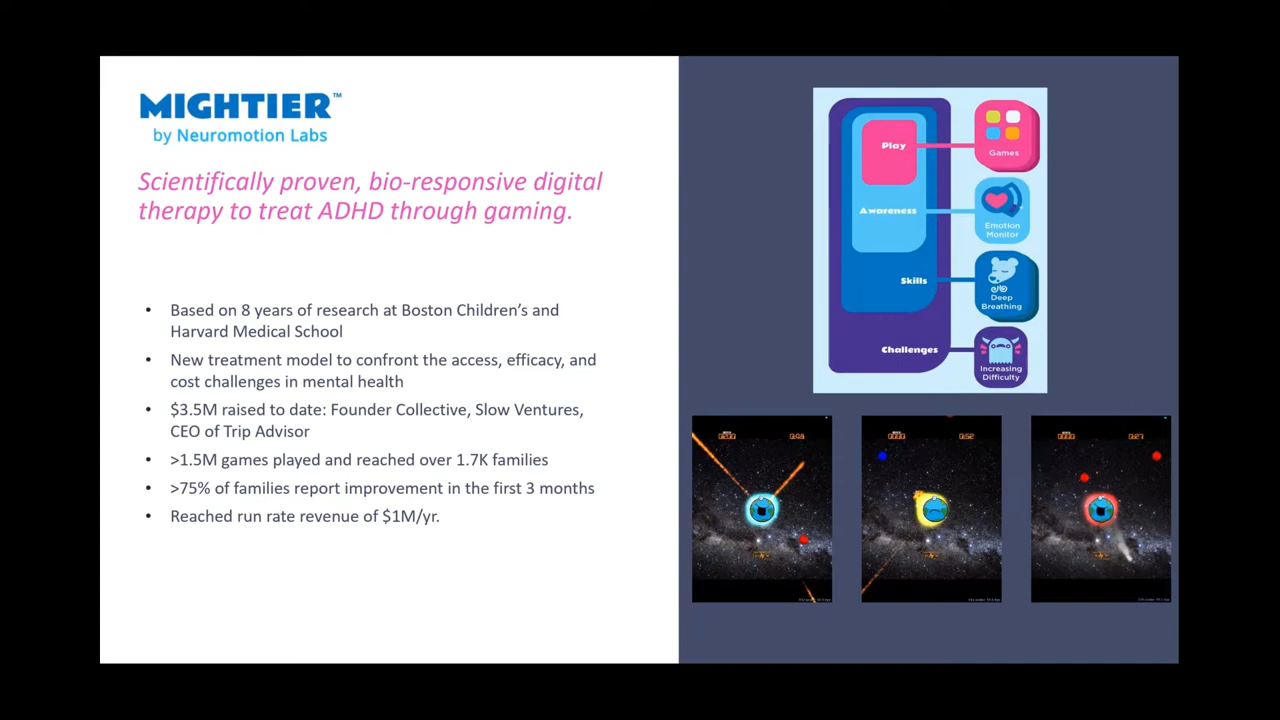 MIGHTIER™
by Neuromotion Labs
Scientifically proven, bio-responsive digital
therapy to treat ADHD through gaming.
• Based on 8 years of research at Boston Children’s and
Harvard Medical School
• New treatment model to confront the access, efficacy, and
cost challenges in mental health
• $3.5M raised to date: Founder Collective, Slow Ventures,
CEO of Trip Advisor
• >1.5M games played and reached over 1.7K families
• >75% of families report improvement in the first 3 months
• Reached run rate revenue of $1M/yr.
Play
Games
Awareness
Emotion
Monitor
Skills
Deep
Breathing
Challenges
Increasing
Difficulty